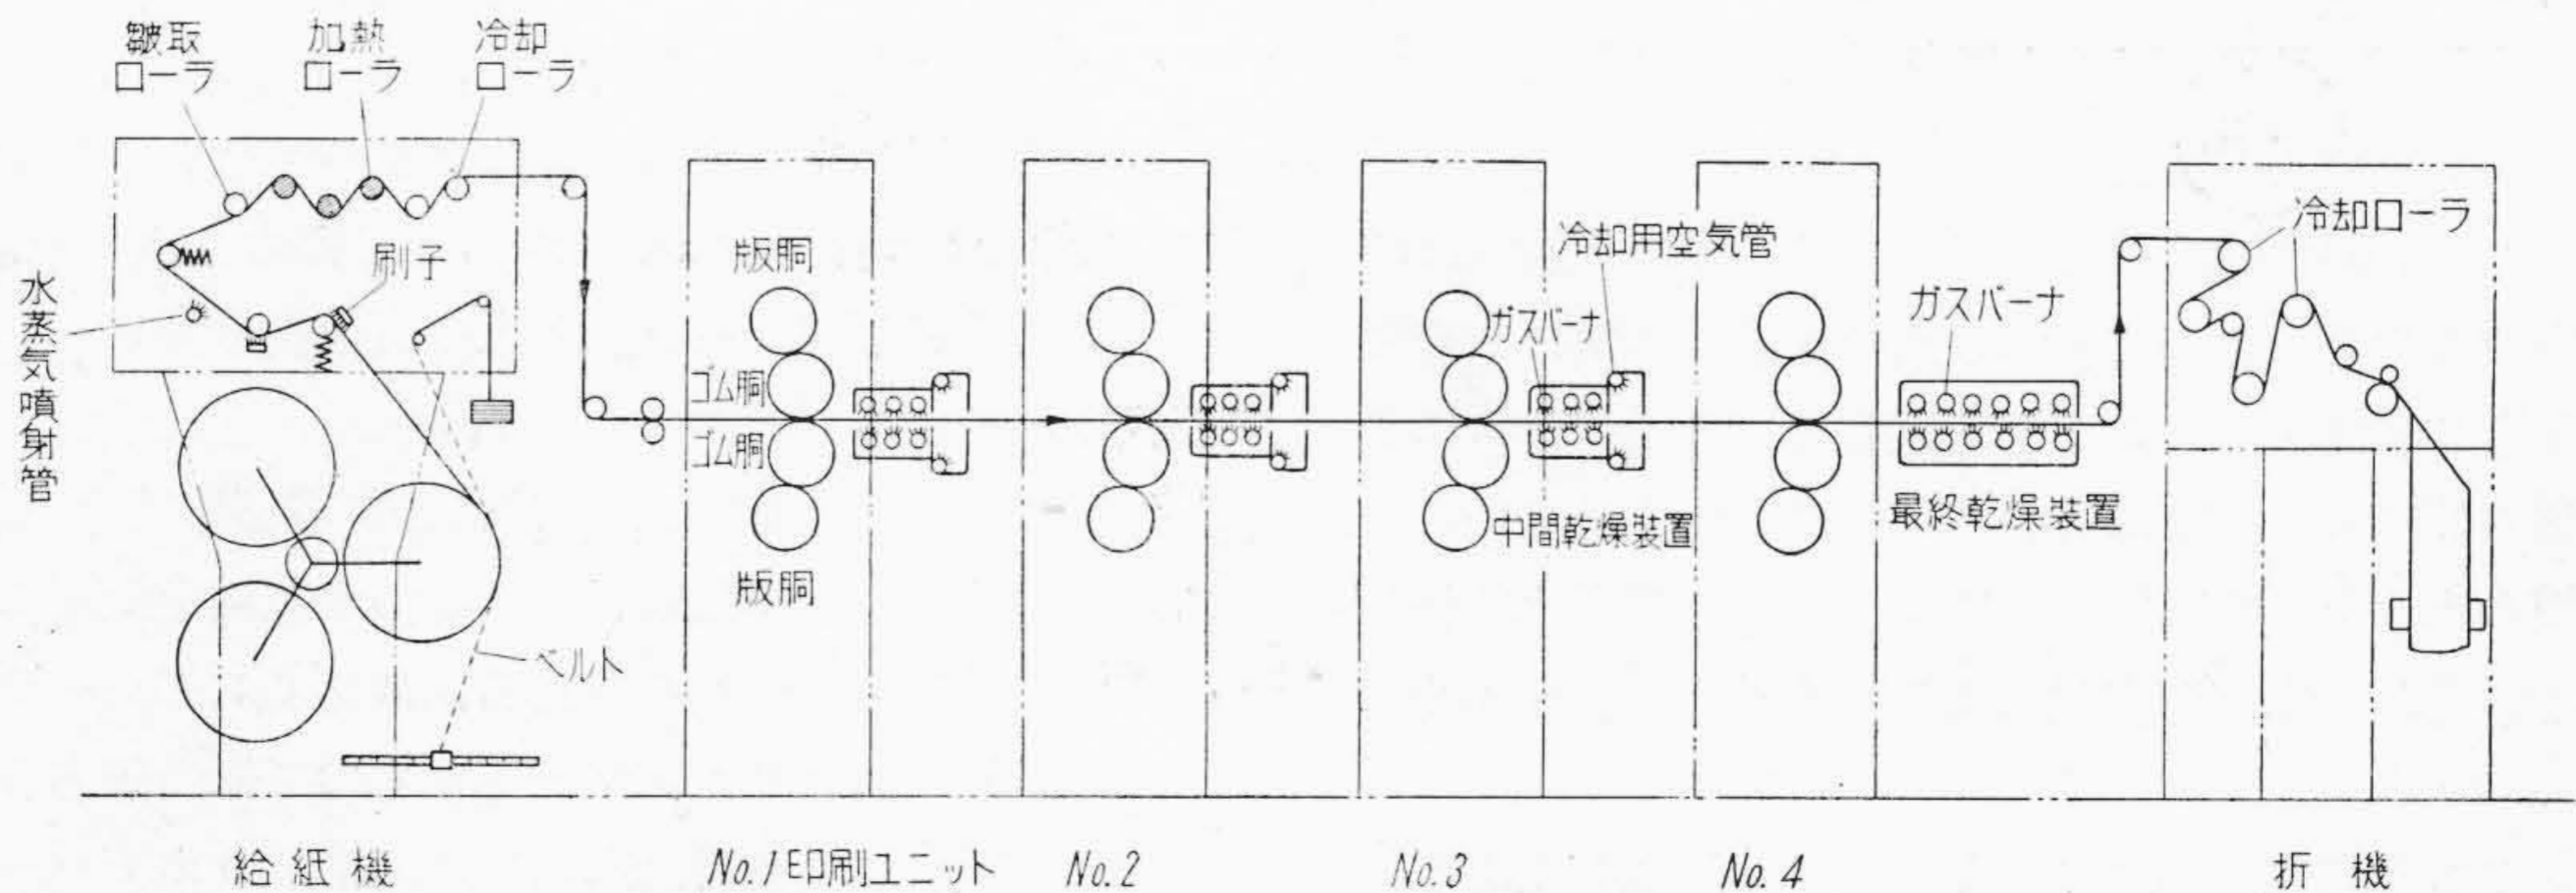 皺取
ローラ
加熱
ローラ
冷却
ローラ
水蒸気噴射管
刷子
ベルト
版胴
ゴム胴
ゴム胴
版胴
ガスバーナ
冷却用空気管
中間乾燥装置
ガスバーナ
最終乾燥装置
冷却ローラ
給紙機
No.1印刷ユニット
No.2
No.3
No.4
折機